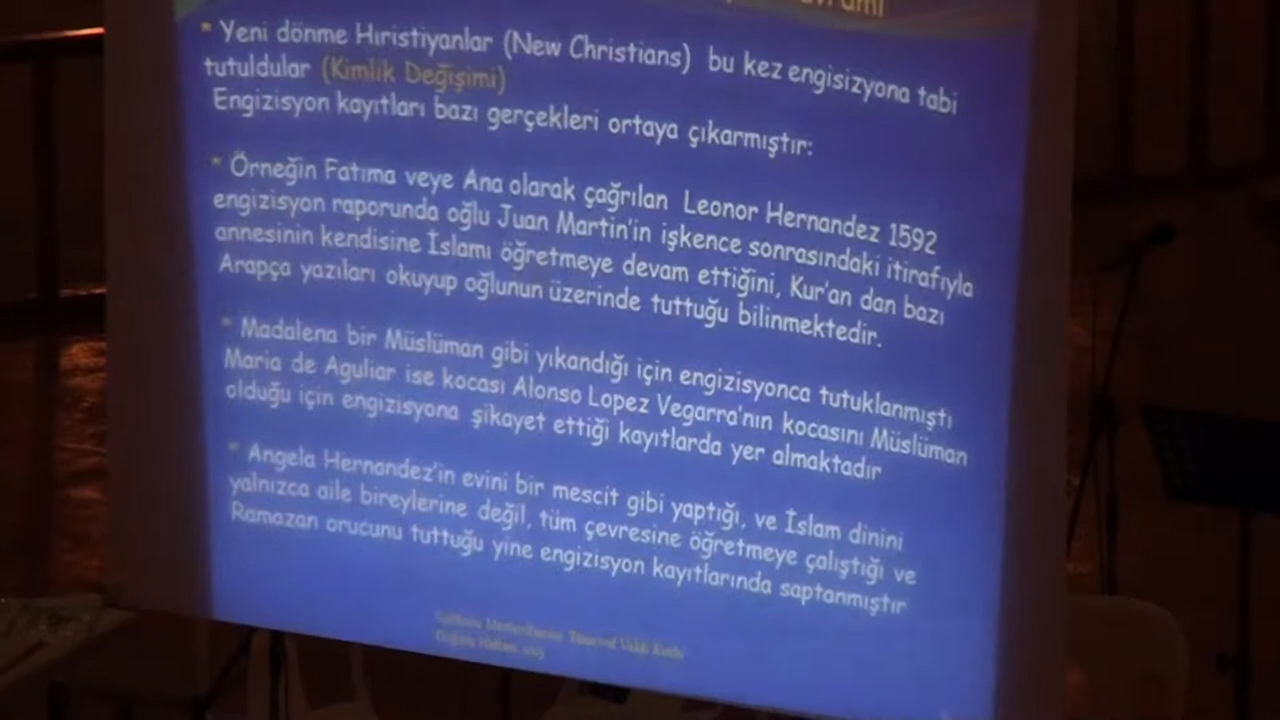 * Yeni dönme Hıristiyanlar (New Christians) bu kez engisizyona tabi
tutuldular (Kimlik Değişimi)
Engizisyon kayıtları bazı gerçekleri ortaya çıkarmıştır:
* Örneğin Fatıma veye Ana olarak çağrılan Leonor Hernandez 1592
engizisyon raporunda oğlu Juan Martin'in işkence sonrasındaki itirafıyla
annesinin kendisine İslamı öğretmeye devam ettiğini, Kur'an dan bazı
Arapça yazıları okuyup oğlunun üzerinde tuttuğu bilinmektedir.
* Madalena bir Müslüman gibi yıkandığı için engizisyonca tutuklanmıştı
Maria de Aguliar ise kocası Alonso Lopez Vegarra'nın kocasını Müslüman
olduğu için engizisyona şikayet ettiği kayıtlarda yer almaktadır
* Angela Hernandez'in evini bir mescit gibi yaptığı, ve İslam dinini
yalnızca aile bireylerine değil, tüm çevresine öğretmeye çalıştığı ve
Ramazan orucunu tuttuğu yine engizisyon kayıtlarında saptanmıştır